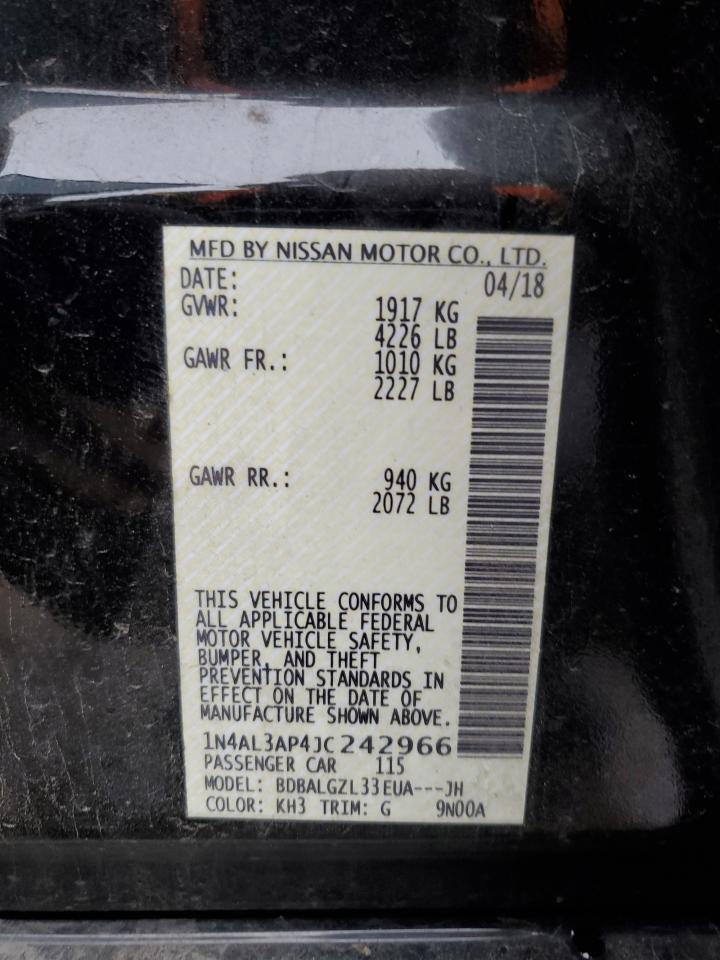 MFD BY NISSAN MOTOR CO., LTD.
DATE: 04/18
GVWR: 1917 KG
4226 LB
GAWR FR.: 1010 KG
2227 LB
GAWR RR.: 940 KG
2072 LB
THIS VEHICLE CONFORMS TO
ALL APPLICABLE FEDERAL
MOTOR VEHICLE SAFETY,
BUMPER, AND THEFT
PREVENTION STANDARDS IN
EFFECT ON THE DATE OF
MANUFACTURE SHOWN ABOVE.
1N4AL3AP4JC242966
PASSENGER CAR 115
MODEL: BDBALGZL33EUA---JH
COLOR: KH3 TRIM: G 9N00A